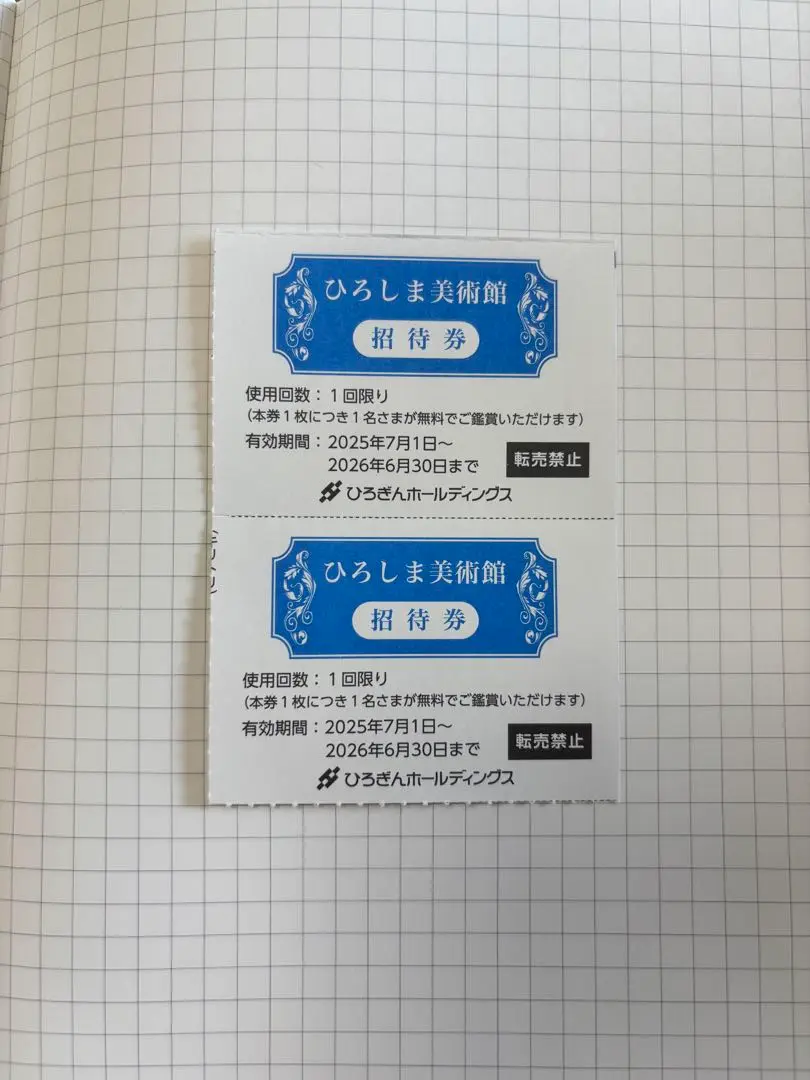 ひろしま美術館
招待券
使用回数：１回限り
（本券１枚につき１名さまが無料でご鑑賞いただけます）
有効期間：2025年7月1日～
2026年6月30日まで
転売禁止
ひろぎんホールディングス
（キリトリ）
ひろしま美術館
招待券
使用回数：１回限り
（本券１枚につき１名さまが無料でご鑑賞いただけます）
有効期間：2025年7月1日～
2026年6月30日まで
転売禁止
ひろぎんホールディングス